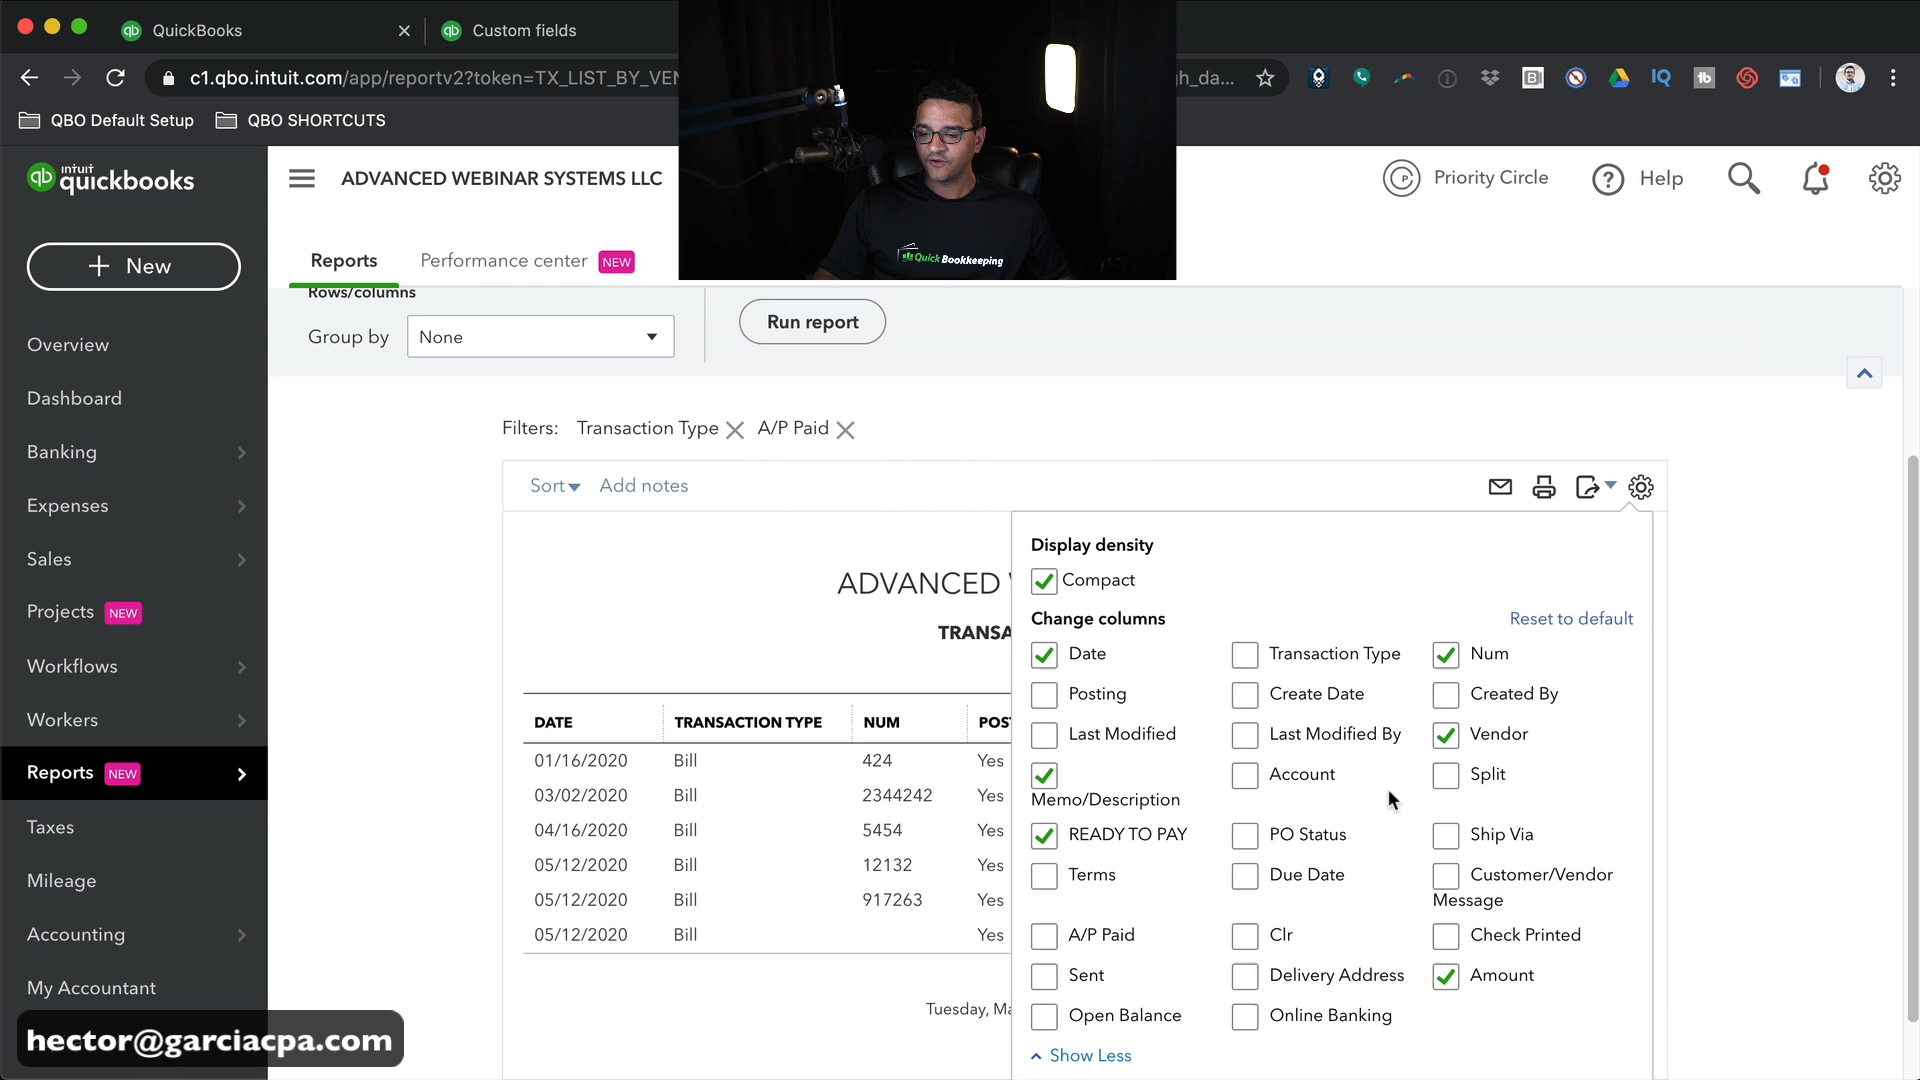 QuickBooks
Custom fields
c1.qbo.intuit.com/app/reportv2?token=TX_LIST_BY_VEN
gh_da...
QBO Default Setup
QBO SHORTCUTS
intuit
quickbooks
ADVANCED WEBINAR SYSTEMS LLC
Priority Circle
Help
New
Reports
Performance center NEW
Quick Bookkeeping
Rows/columns
Group by
None
Run report
Overview
Dashboard
Banking
Expenses
Sales
Projects NEW
Workflows
Workers
Reports NEW
Taxes
Mileage
Accounting
My Accountant
Filters: Transaction Type A/P Paid
Sort Add notes
ADVANCED
TRANSA
DATE TRANSACTION TYPE NUM POST
01/16/2020 Bill 424 Yes
03/02/2020 Bill 2344242 Yes
04/16/2020 Bill 5454 Yes
05/12/2020 Bill 12132 Yes
05/12/2020 Bill 917263 Yes
05/12/2020 Bill Yes
Tuesday, Ma
Display density
Compact
Change columns Reset to default
Date Transaction Type Num
Posting Create Date Created By
Last Modified Last Modified By Vendor
Memo/Description Account Split
READY TO PAY PO Status Ship Via
Terms Due Date Customer/Vendor
Message
A/P Paid Clr Check Printed
Sent Delivery Address Amount
Open Balance Online Banking
Show Less
hector@garciacpa.com